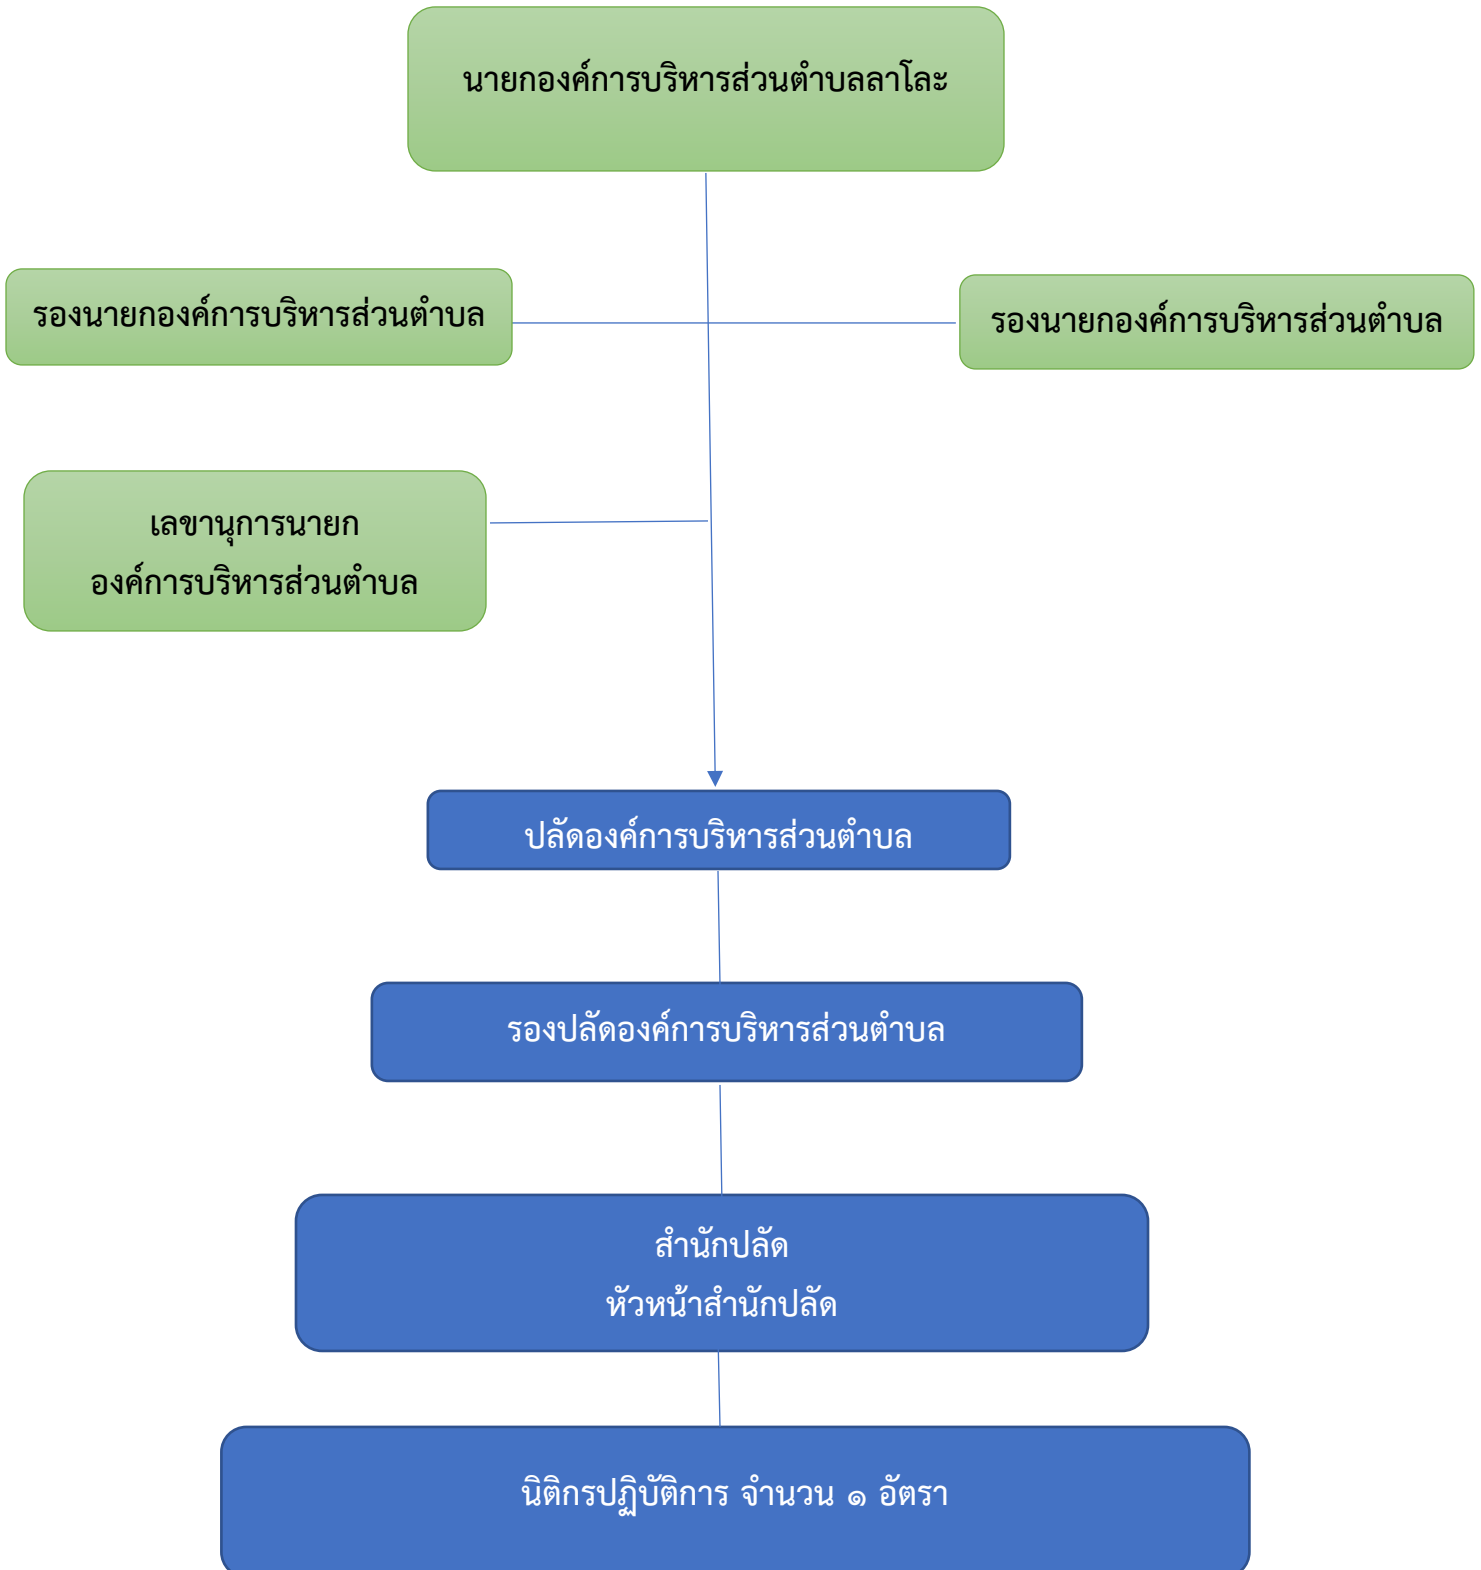 นายกองค์การบริหารส่วนตำบลลาโละ
รองนายกองค์การบริหารส่วนตำบล
รองนายกองค์การบริหารส่วนตำบล
เลขานุการนายก
องค์การบริหารส่วนตำบล
ปลัดองค์การบริหารส่วนตำบล
รองปลัดองค์การบริหารส่วนตำบล
สำนักปลัด
หัวหน้าสำนักปลัด
นิติกรปฏิบัติการ จำนวน ๑ อัตรา